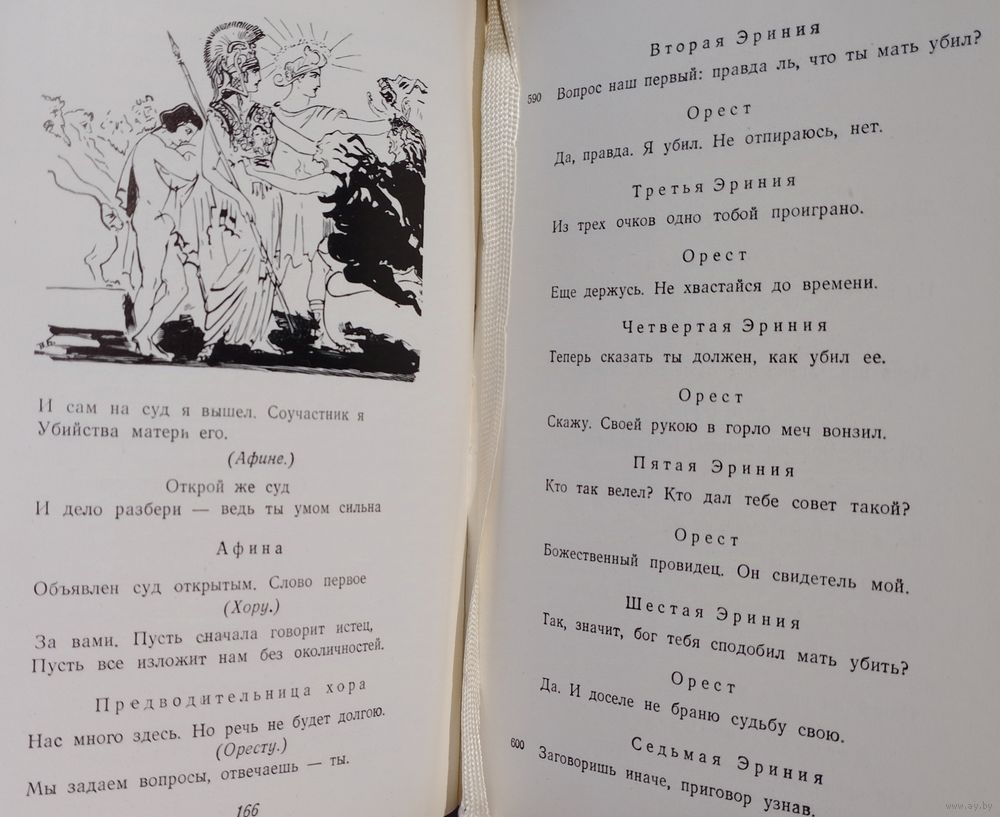 И сам на суд я вышел. Соучастник я
Убийства матери его.
(Афине.)
Открой же суд
И дело разбери — ведь ты умом сильна
Афина
Объявлен суд открытым. Слово первое
(Хору.)
За вами. Пусть сначала говорит истец,
Пусть все изложит нам без околичностей.
Предводительница хора
Нас много здесь. Но речь не будет долгою.
(Оресту.)
Мы задаем вопросы, отвечаешь — ты.
166
Вторая Эриния
590 Вопрос наш первый: правда ль, что ты мать убил?
Орест
Да, правда. Я убил. Не отпираюсь, нет.
Третья Эриния
Из трех очков одно тобой проиграно.
Орест
Еще держусь. Не хвастайся до времени.
Четвертая Эриния
Теперь сказать ты должен, как убил ее.
Орест
Скажу. Своей рукою в горло меч вонзил.
Пятая Эриния
Кто так велел? Кто дал тебе совет такой?
Орест
Божественный провидец. Он свидетель мой.
Шестая Эриния
Так, значит, бог тебя сподобил мать убить?
Орест
Да. И доселе не браню судьбу свою.
Седьмая Эриния
600 Заговоришь иначе, приговор узнав.
www.ay.by